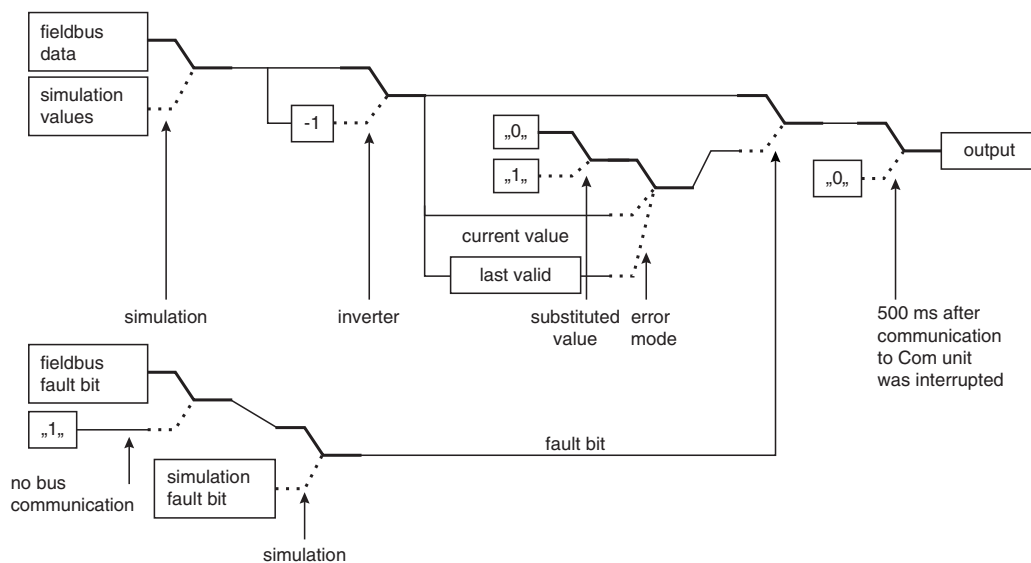 fieldbus
data
simulation
values
-1
„0„
„1„
current value
last valid
„0„
output
simulation
inverter
substituted
value
error
mode
500 ms after
communication
to Com unit
was interrupted
fieldbus
fault bit
„1„
fault bit
no bus
communication
simulation
fault bit
simulation